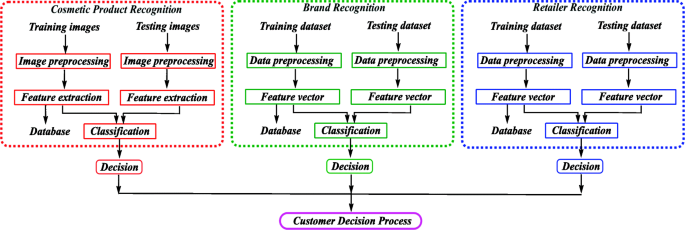 Cosmetic Product Recognition
Training images
Testing images
Image preprocessing
Image preprocessing
Feature extraction
Feature extraction
Database
Classification
Decision
Brand Recognition
Training dataset
Testing dataset
Data preprocessing
Data preprocessing
Feature vector
Feature vector
Database
Classification
Decision
Retailer Recognition
Training dataset
Testing dataset
Data preprocessing
Data preprocessing
Feature vector
Feature vector
Database
Classification
Decision
Customer Decision Process